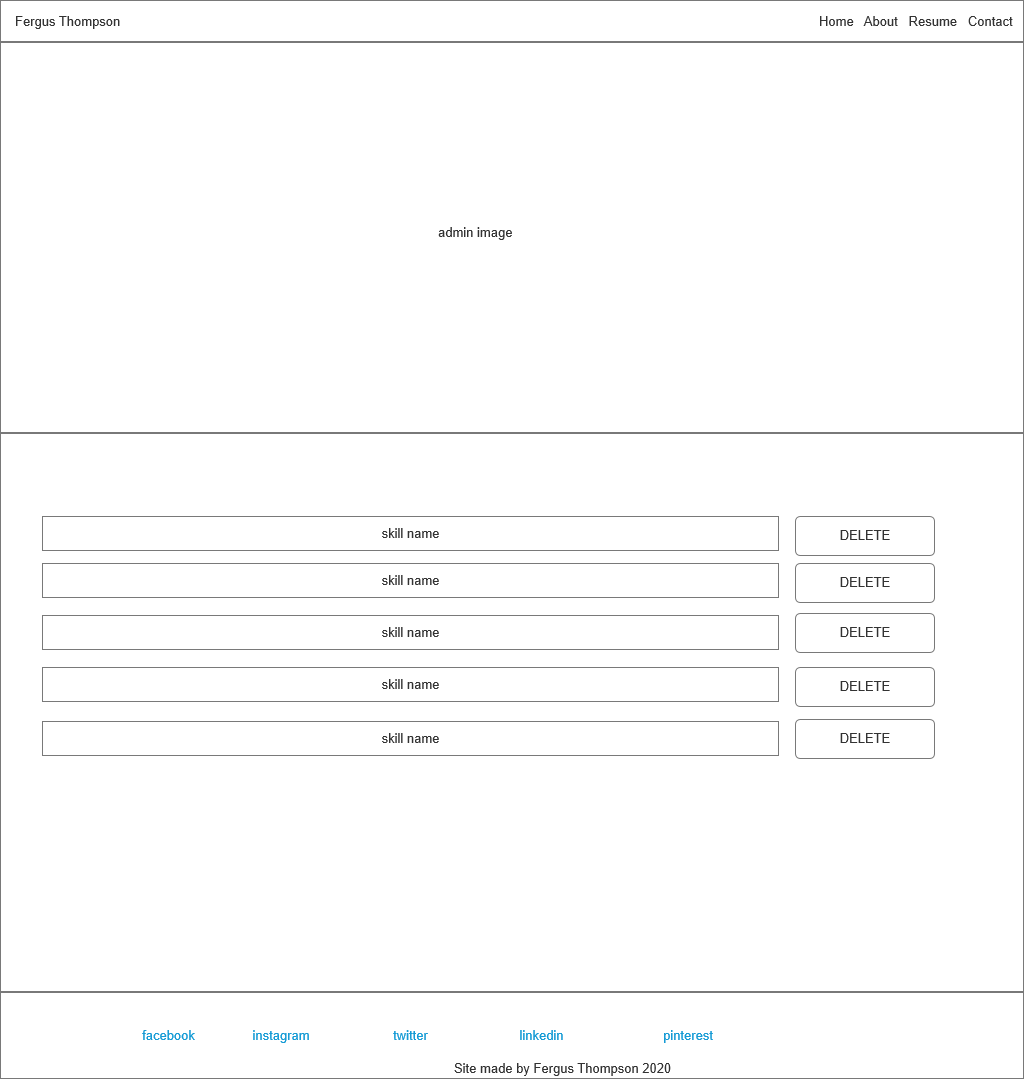 Fergus Thompson Home About Resume Contact
admin image
skill name DELETE
skill name DELETE
skill name DELETE
skill name DELETE
skill name DELETE
facebook instagram twitter linkedin pinterest
Site made by Fergus Thompson 2020